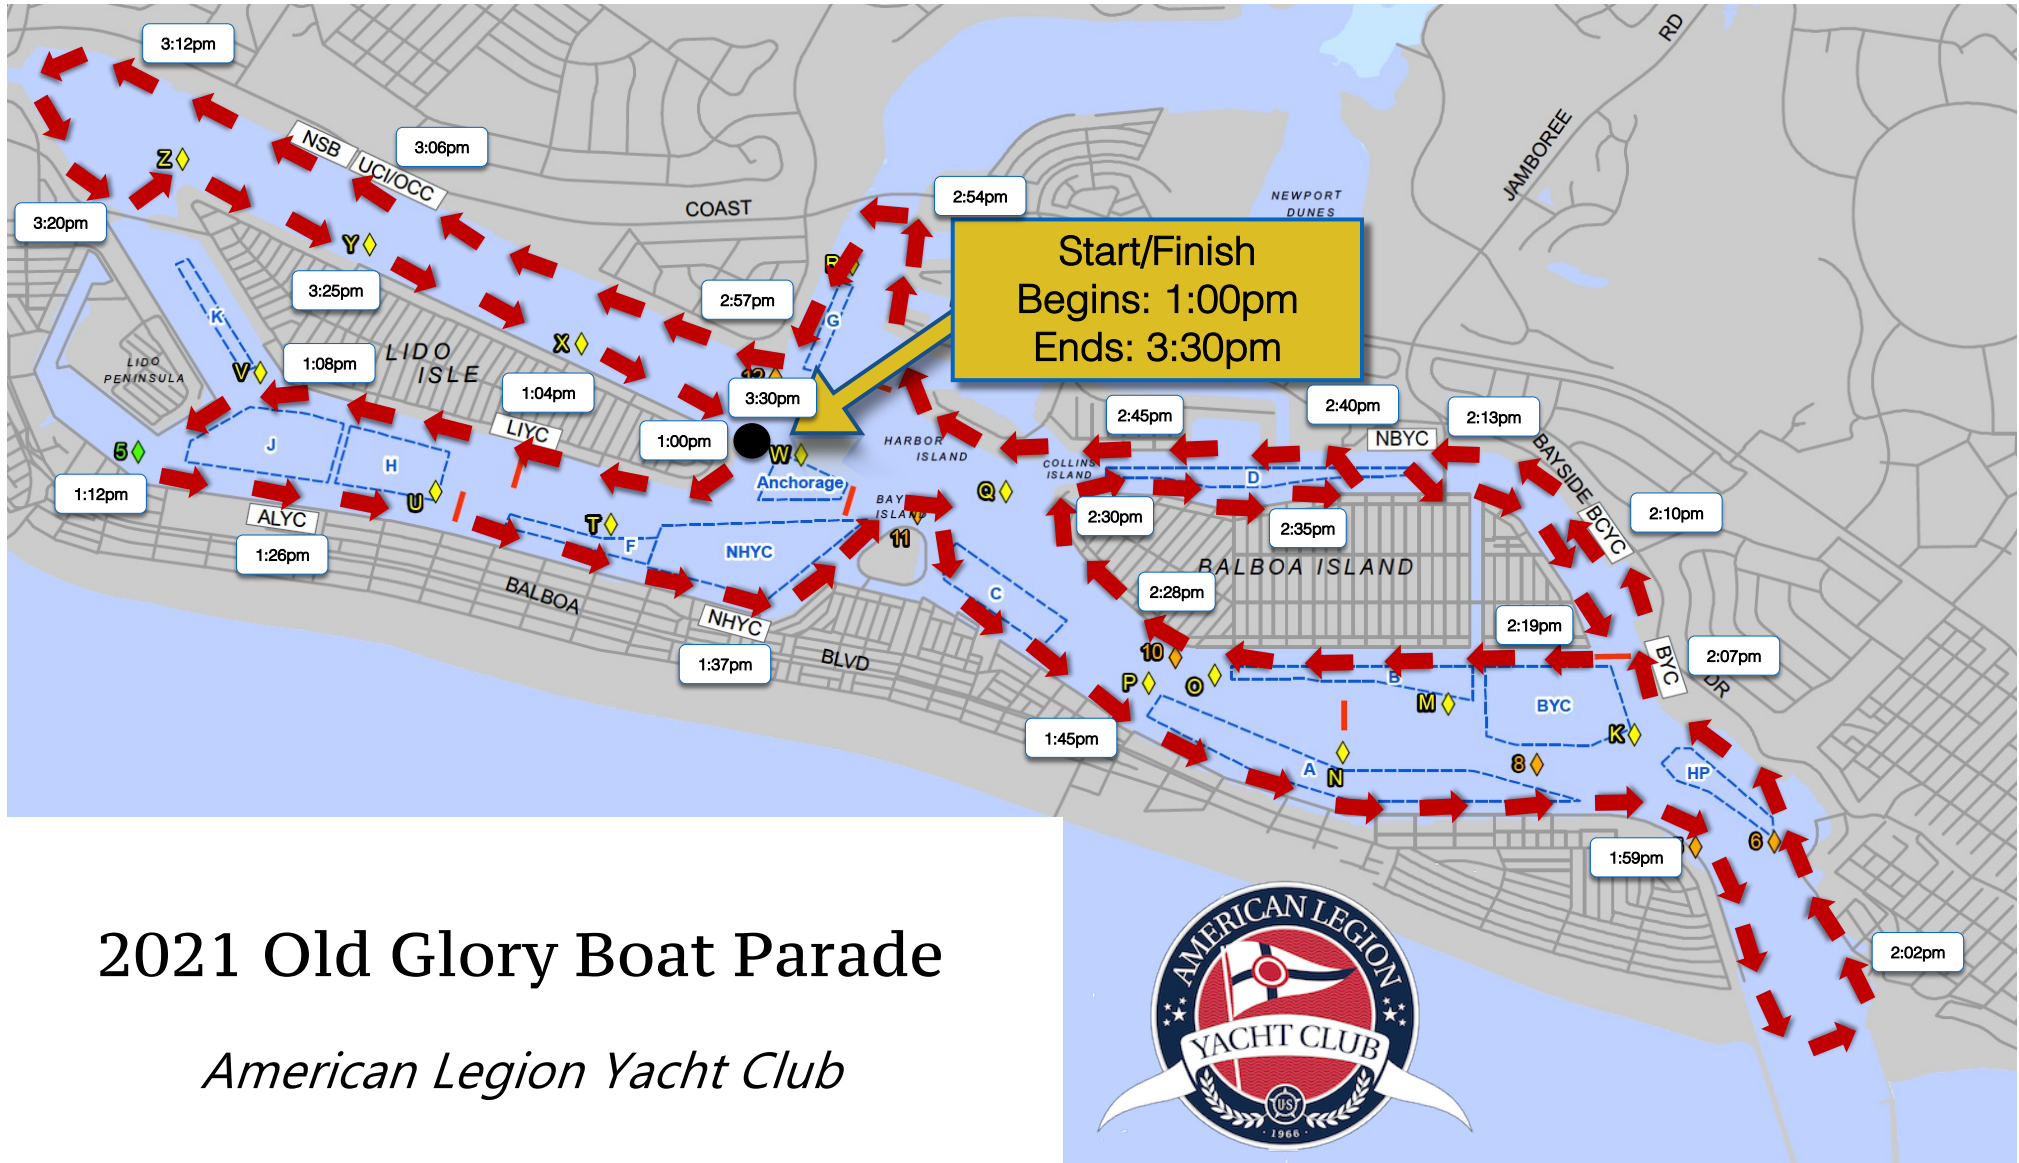 3:12pm
RD
NSB
UCI/OCC
3:06pm
Z
JAMBOREE
COAST
2:54pm
NEWPORT
DUNES
3:20pm
Y
Start/Finish
Begins: 1:00pm
Ends: 3:30pm
3:25pm
2:57pm
G
K
LIDO
PENINSULA
V
1:08pm
LIDO
ISLE
X
1:04pm
12
3:30pm
LIYC
1:00pm
W
Anchorage
HARBOR
ISLAND
COLLINS
ISLAND
2:45pm
2:40pm
NBYC
2:13pm
BAYSIDE
BCYC
2:10pm
5
J
H
U
1:12pm
ALYC
1:26pm
T
F
NHYC
BAY
ISLAND
11
Q
D
2:30pm
2:35pm
BALBOA ISLAND
BALBOA
NHYC
1:37pm
BLVD
C
2:28pm
2:19pm
10
P
O
B
M
BYC
K
BYC
2:07pm
DR
1:45pm
A
N
8
HP
6
1:59pm
2:02pm
2021 Old Glory Boat Parade
American Legion Yacht Club
AMERICAN LEGION
YACHT CLUB
US
· 1966 ·